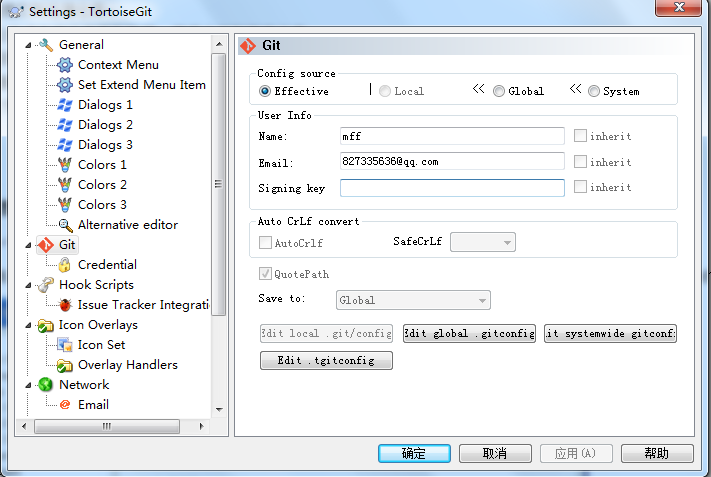 Settings - TortoiseGit
General
Context Menu
Set Extend Menu Item
Dialogs 1
Dialogs 2
Dialogs 3
Colors 1
Colors 2
Colors 3
Alternative editor
Git
Credential
Hook Scripts
Issue Tracker Integratio
Icon Overlays
Icon Set
Overlay Handlers
Network
Email
Git
Config source
Effective | Local << Global << System
User Info
Name: mff inherit
Email: 827335636@qq.com inherit
Signing key inherit
Auto CrLf convert
AutoCrlf SafeCrLf
QuotePath
Save to: Global
Edit local .git/config Edit global .gitconfig it systemwide gitconfi
Edit .tgitconfig
确定 取消 应用(A) 帮助